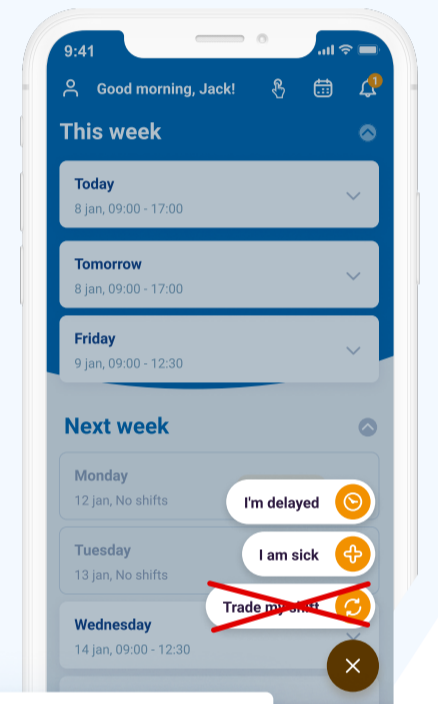 9:41
Good morning, Jack!
1
This week
Today
8 jan, 09:00 - 17:00
Tomorrow
8 jan, 09:00 - 17:00
Friday
9 jan, 09:00 - 12:30
Next week
Monday
12 jan, No shifts
I'm delayed
Tuesday
13 jan, No shifts
I am sick
Trade my shift
Wednesday
14 jan, 09:00 - 12:30